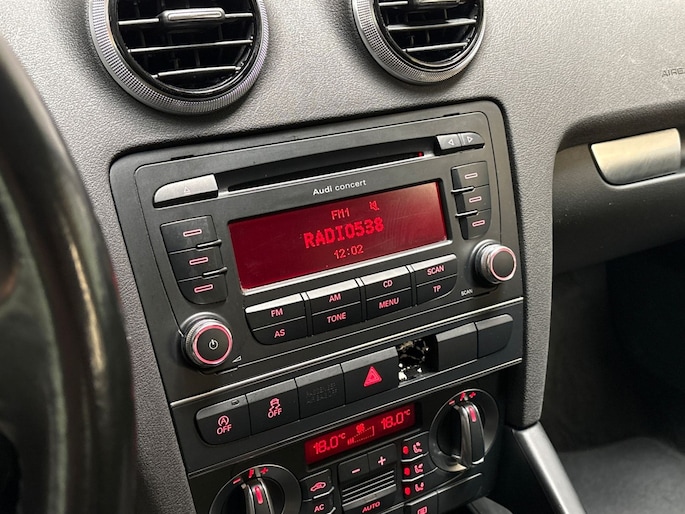 AIRB
Audi concert
FM1
RADIO538
12:02
FM
AM
CD
SCAN
AS
TONE
MENU
TP
SCAN
OFF
OFF
18.0°C
18.0°C
AC
AUTO